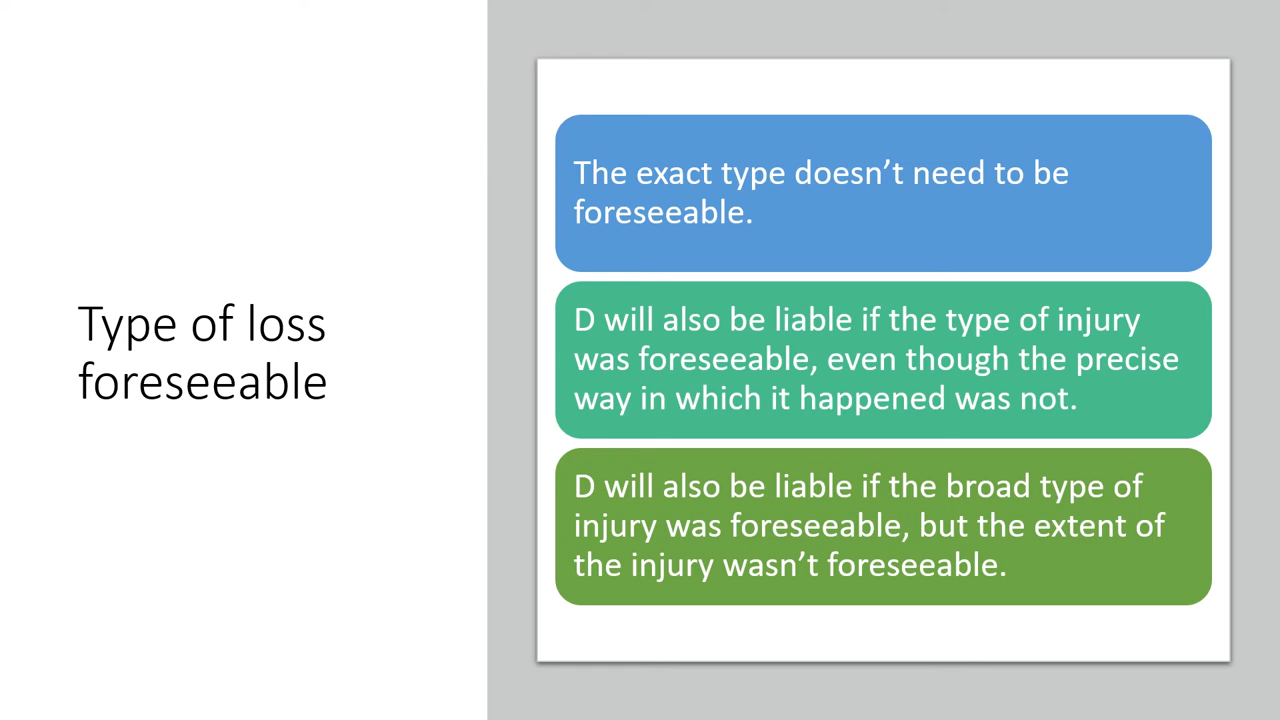 Type of loss
foreseeable
The exact type doesn’t need to be
foreseeable.
D will also be liable if the type of injury
was foreseeable, even though the precise
way in which it happened was not.
D will also be liable if the broad type of
injury was foreseeable, but the extent of
the injury wasn’t foreseeable.